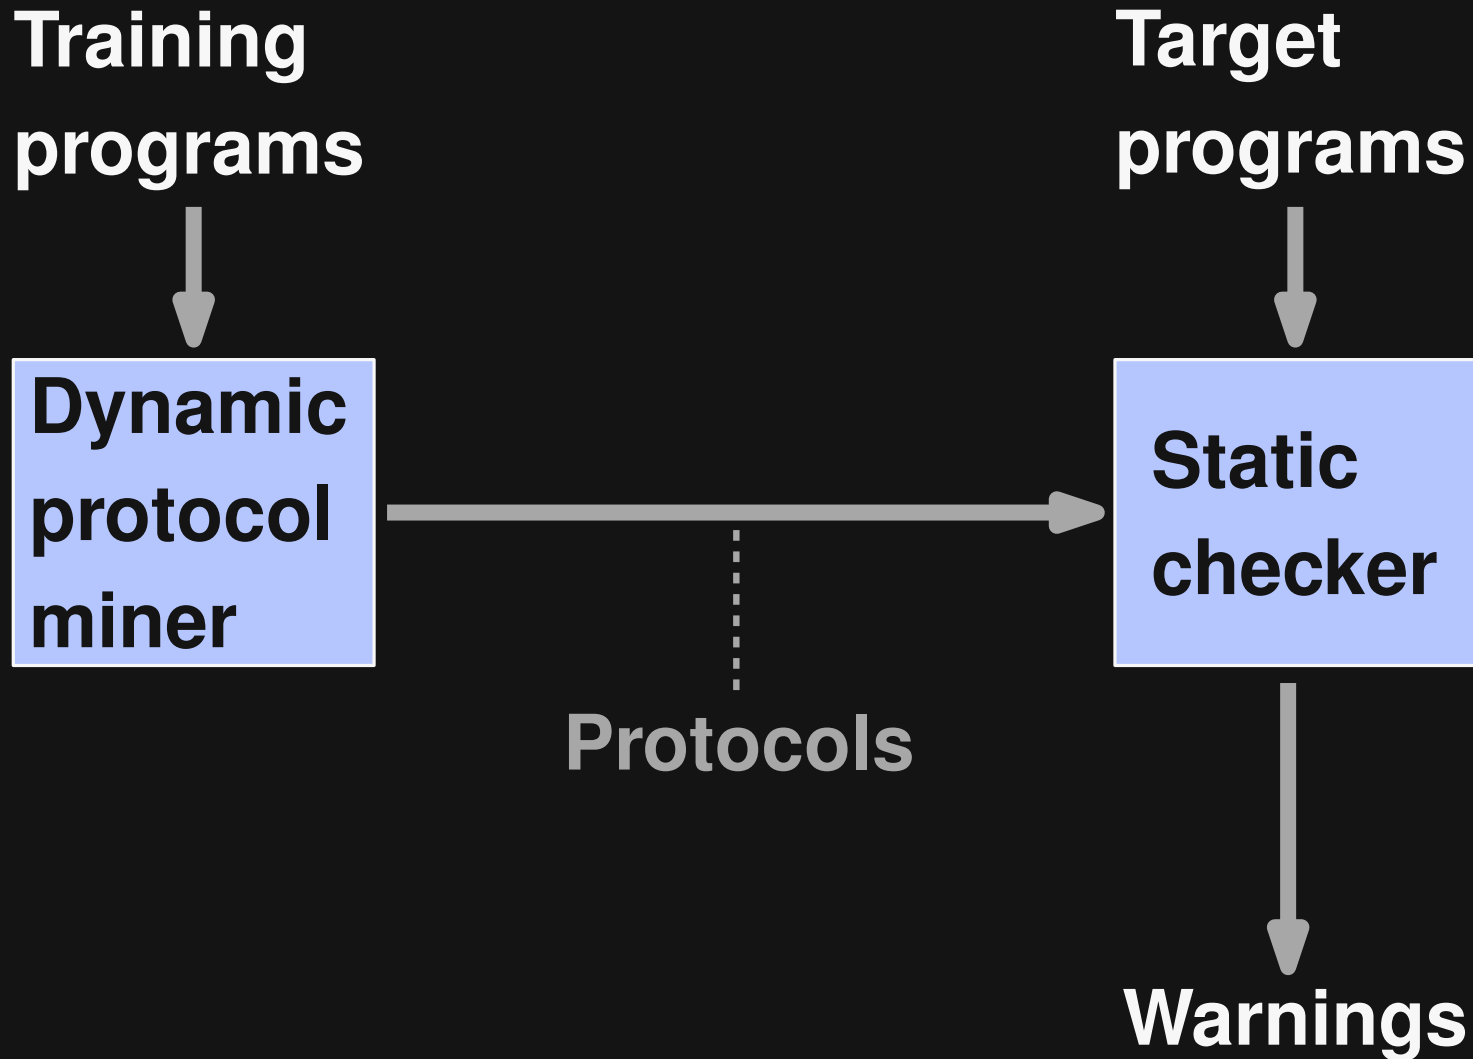 Training
programs
Target
programs
Dynamic
protocol
miner
Static
checker
Protocols
Warnings